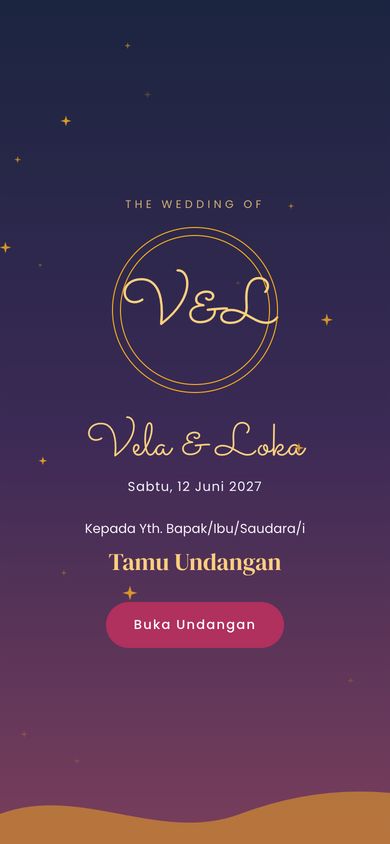 THE WEDDING OF
V&L
Vela & Loka
Sabtu, 12 Juni 2027
Kepada Yth. Bapak/Ibu/Saudara/i
Tamu Undangan
Buka Undangan